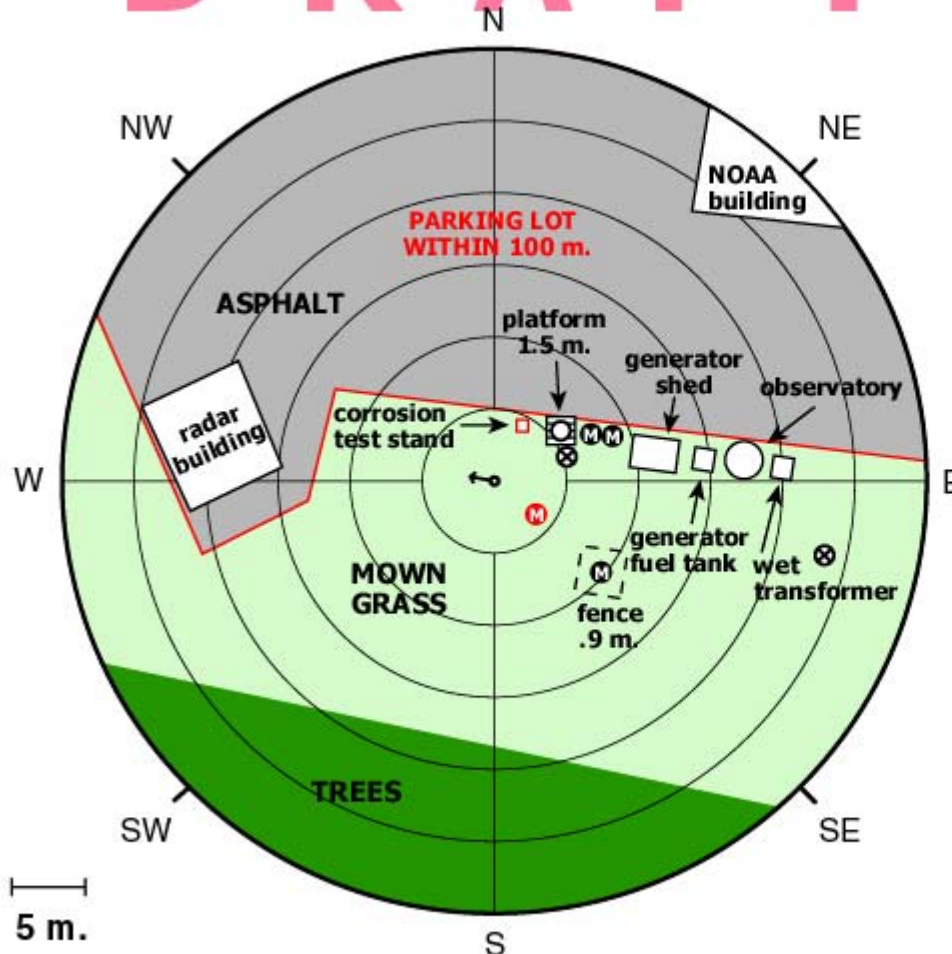 DRAFT
N
NW
NE
NOAA
building
PARKING LOT
WITHIN 100 m.
ASPHALT
platform
1.5 m.
generator
shed
observatory
corrosion
test stand
radar
building
M
M
W
E
M
generator
fuel tank
wet
transformer
MOWN
GRASS
M
fence
.9 m.
TREES
SW
SE
5 m.
S